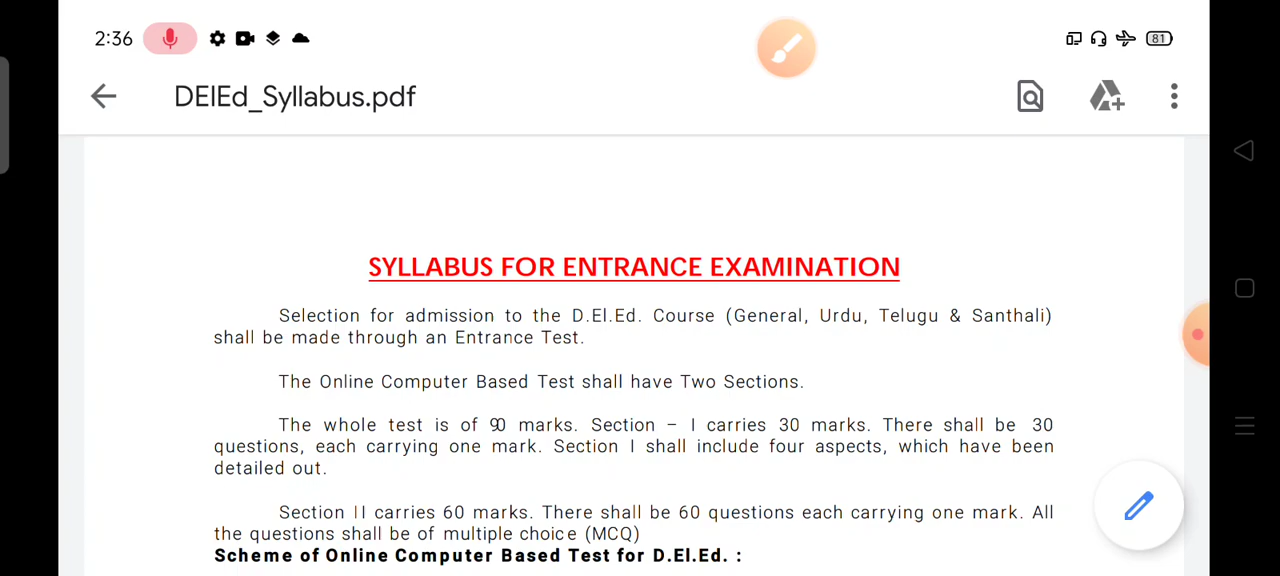 2:36
81
DElEd_Syllabus.pdf
SYLLABUS FOR ENTRANCE EXAMINATION
Selection for admission to the D.El.Ed. Course (General, Urdu, Telugu & Santhali)
shall be made through an Entrance Test.
The Online Computer Based Test shall have Two Sections.
The whole test is of 90 marks. Section – I carries 30 marks. There shall be 30
questions, each carrying one mark. Section I shall include four aspects, which have been
detailed out.
Section II carries 60 marks. There shall be 60 questions each carrying one mark. All
the questions shall be of multiple choice (MCQ)
Scheme of Online Computer Based Test for D.El.Ed. :